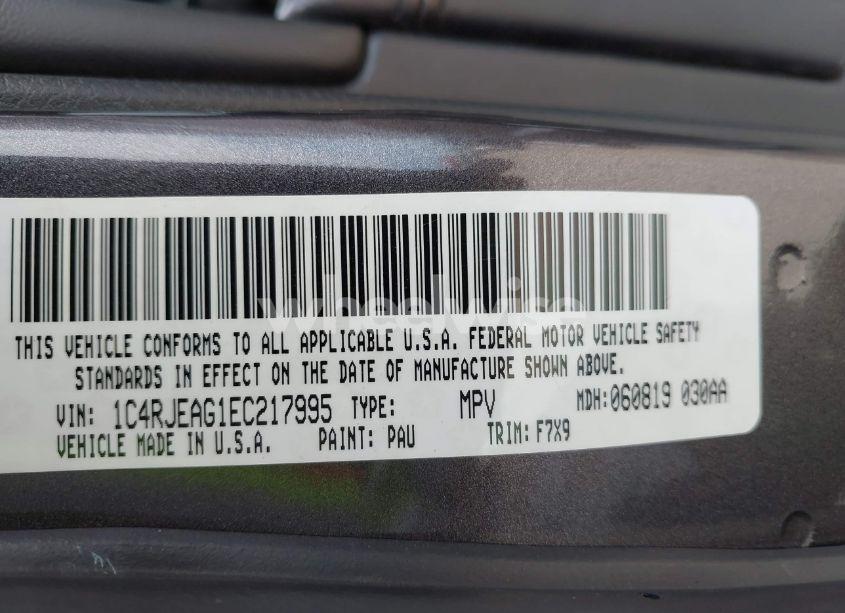 THIS VEHICLE CONFORMS TO ALL APPLICABLE U.S.A. FEDERAL MOTOR VEHICLE SAFETY
STANDARDS IN EFFECT ON THE DATE OF MANUFACTURE SHOWN ABOVE.
VIN: 1C4RJEAG1EC217995 TYPE: MPV MDH:060819 030AA
VEHICLE MADE IN U.S.A. PAINT: PAU TRIM: F7X9
wheelwise